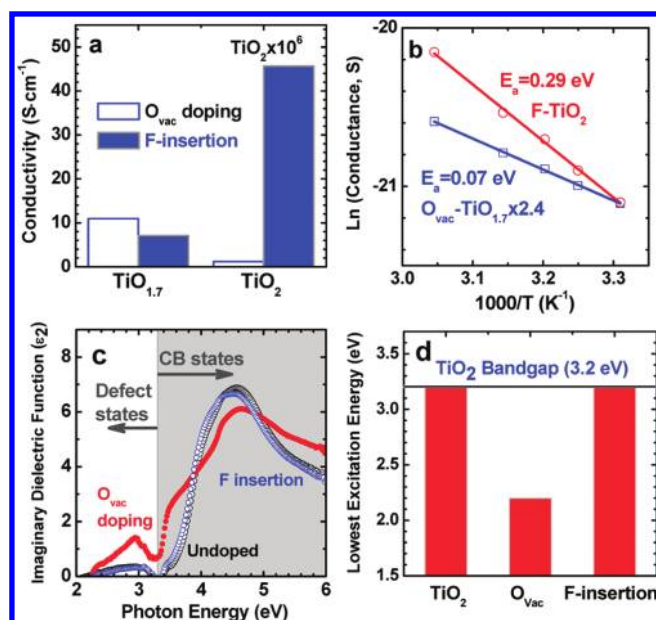 a
TiO2x10^6
Ovac doping
F-insertion
Conductivity (S·cm-1)
50
40
30
20
10
0
TiO1.7
TiO2
b
Ea=0.29 eV
F-TiO2
Ea=0.07 eV
Ovac-TiO1.7x2.4
Ln (Conductance, S)
-20
-21
3.0
3.1
3.2
3.3
1000/T (K-1)
c
CB states
Defect
states
Ovac
doping
F insertion
Undoped
Imaginary Dielectric Function (ε2)
8
6
4
2
0
2
3
4
5
6
Photon Energy (eV)
d
TiO2 Bandgap (3.2 eV)
Lowest Excitation Energy (eV)
3.5
3.0
2.5
2.0
1.5
TiO2
OVac
F-insertion